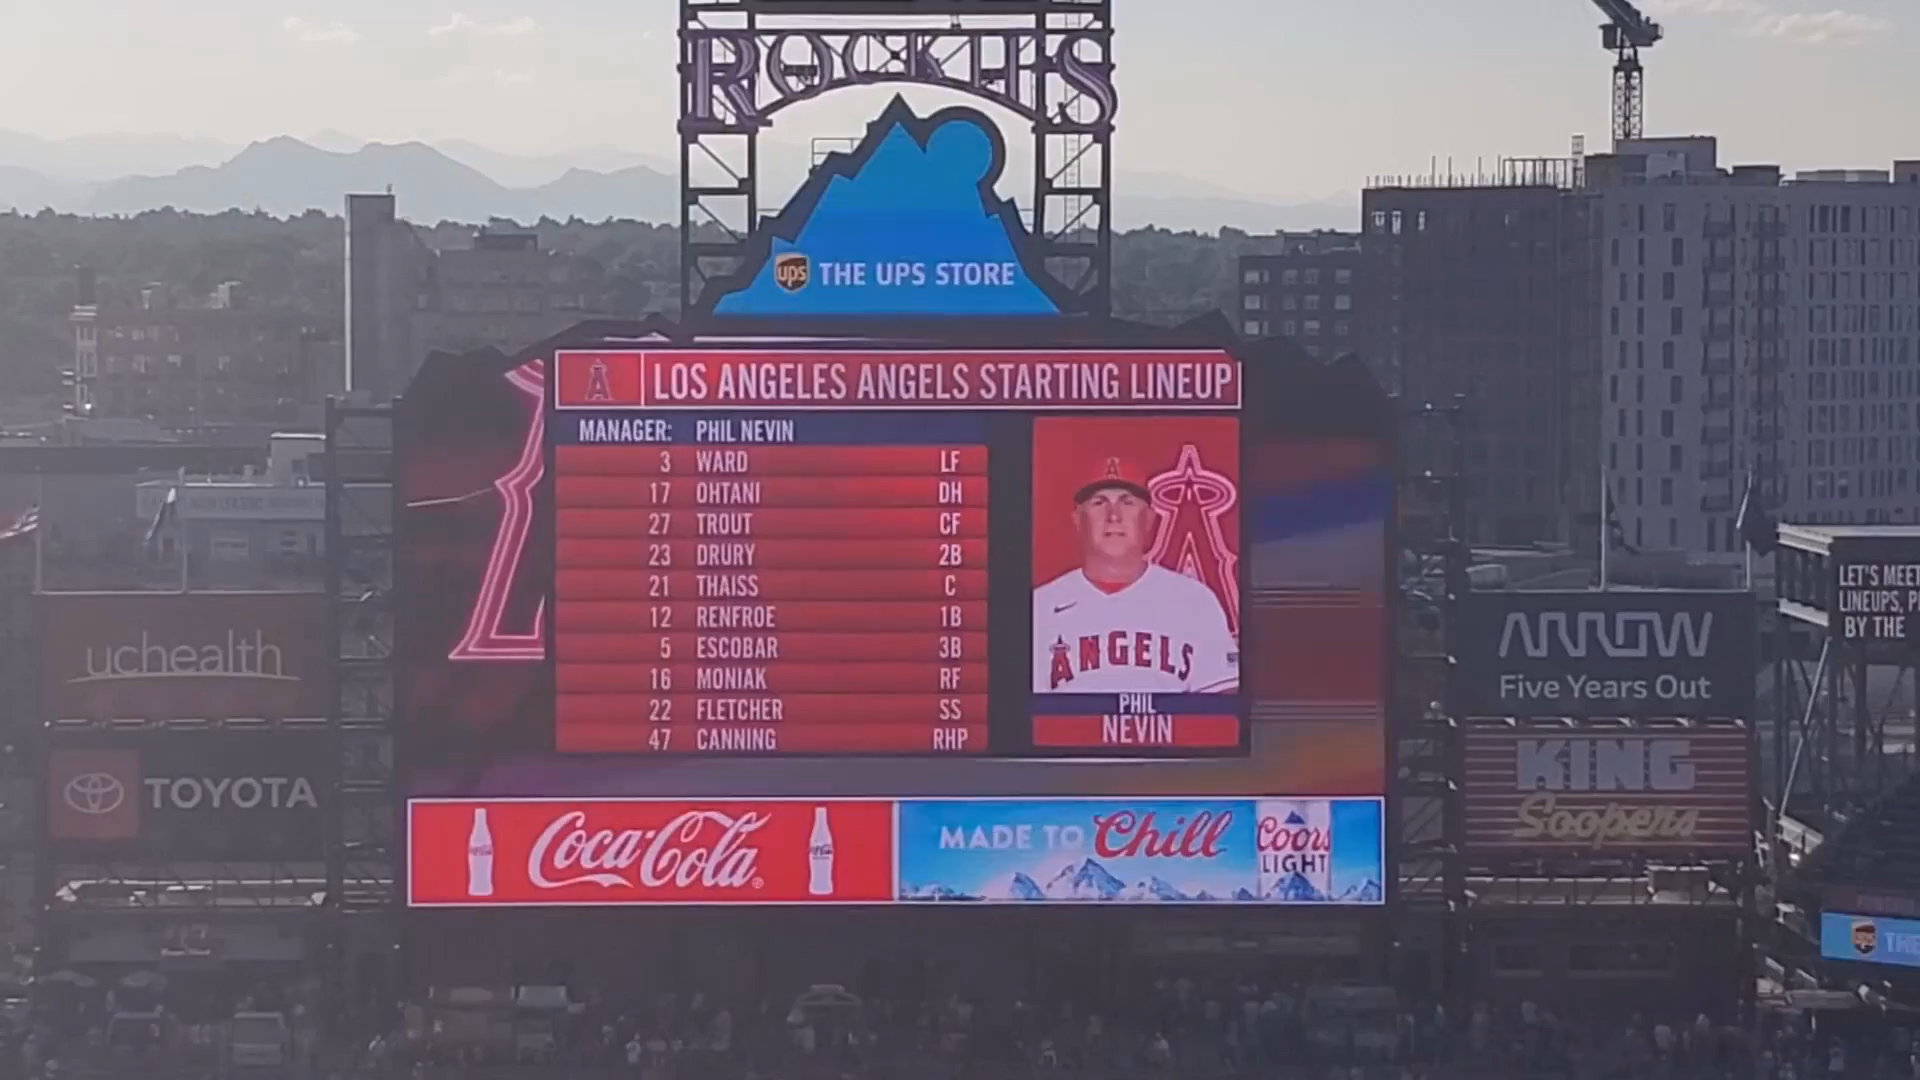 ROCKIES
ups THE UPS STORE
A LOS ANGELES ANGELS STARTING LINEUP
MANAGER: PHIL NEVIN
3 WARD LF
17 OHTANI DH
27 TROUT CF
23 DRURY 2B
21 THAISS C
12 RENFROE 1B
5 ESCOBAR 3B
16 MONIAK RF
22 FLETCHER SS
47 CANNING RHP
ANGELS
PHIL
NEVIN
uchealth
TOYOTA
Coca-Cola
MADE TO Chill
Coors
LIGHT
ARROW
Five Years Out
KING
Soopers
LET'S MEET
LINEUPS, P
BY THE
ups THE